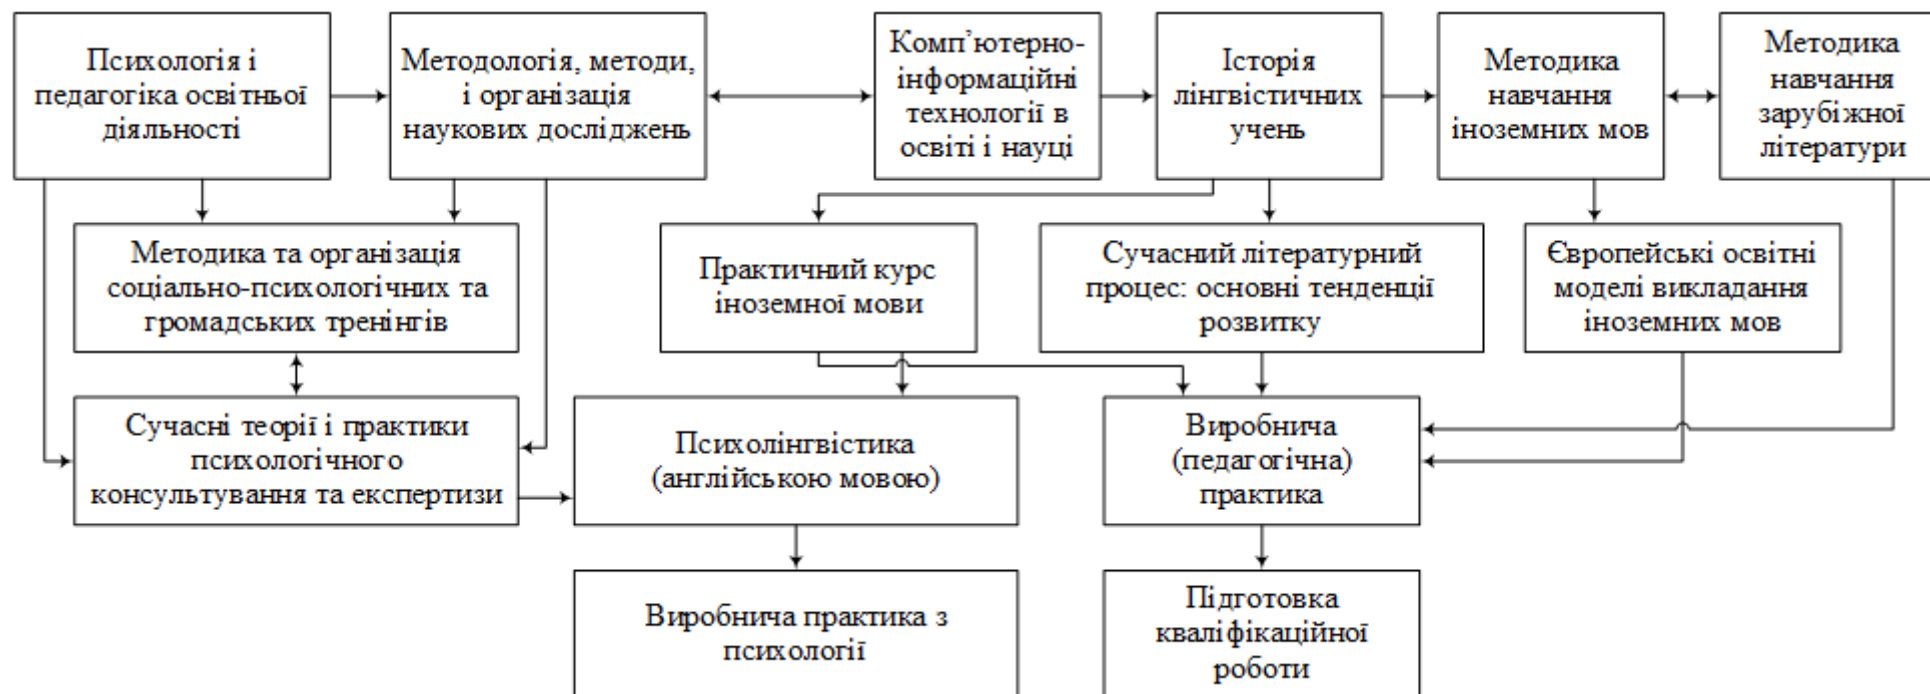 Психологія і
педагогіка освітньої
діяльності
Методологія, методи,
і організація
наукових досліджень
Комп’ютерно-
інформаційні
технології в
освіті і науці
Історія
лінгвістичних
учень
Методика
навчання
іноземних мов
Методика
навчання
зарубіжної
літератури
Методика та організація
соціально-психологічних та
громадських тренінгів
Практичний курс
іноземної мови
Сучасний літературний
процес: основні тенденції
розвитку
Європейські освітні
моделі викладання
іноземних мов
Сучасні теорії і практики
психологічного
консультування та експертизи
Психолінгвістика
(англійською мовою)
Виробнича
(педагогічна)
практика
Виробнича практика з
психології
Підготовка
кваліфікаційної
роботи